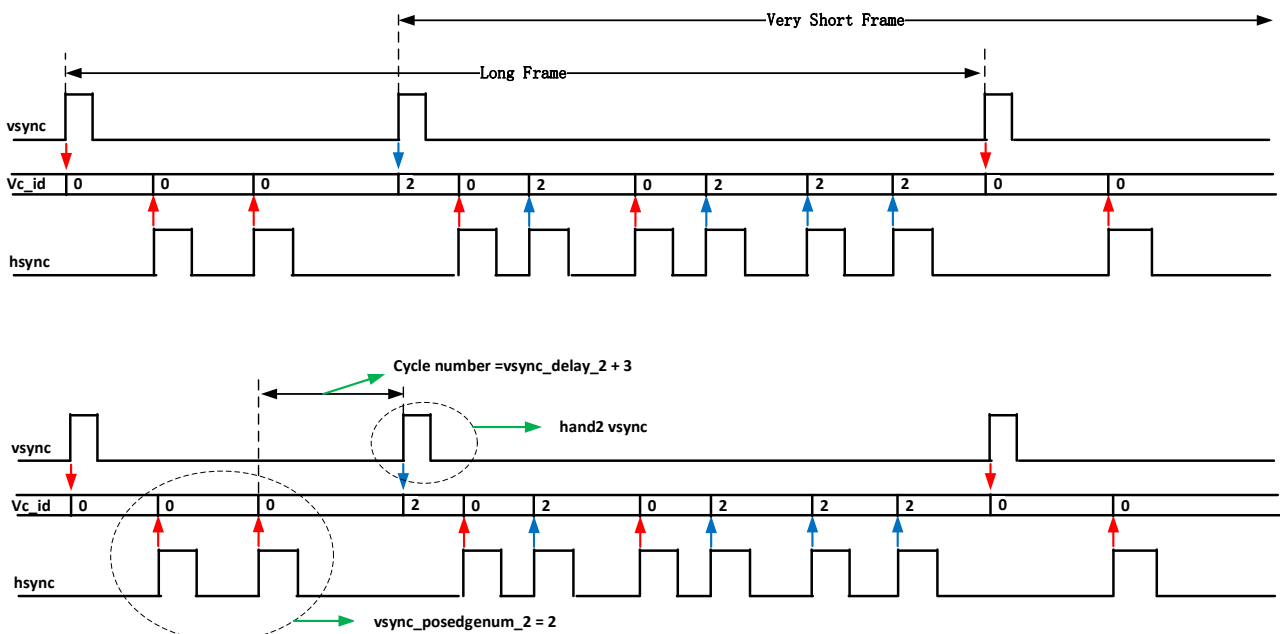 Very Short Frame
Long Frame
vsync
Vc_id 0 0 0 2 0 2 0 2 2 2 0 0
hsync
Cycle number =vsync_delay_2 + 3
hand2 vsync
vsync
Vc_id 0 0 0 2 0 2 0 2 2 2 0 0
hsync
vsync_posedgenum_2 = 2